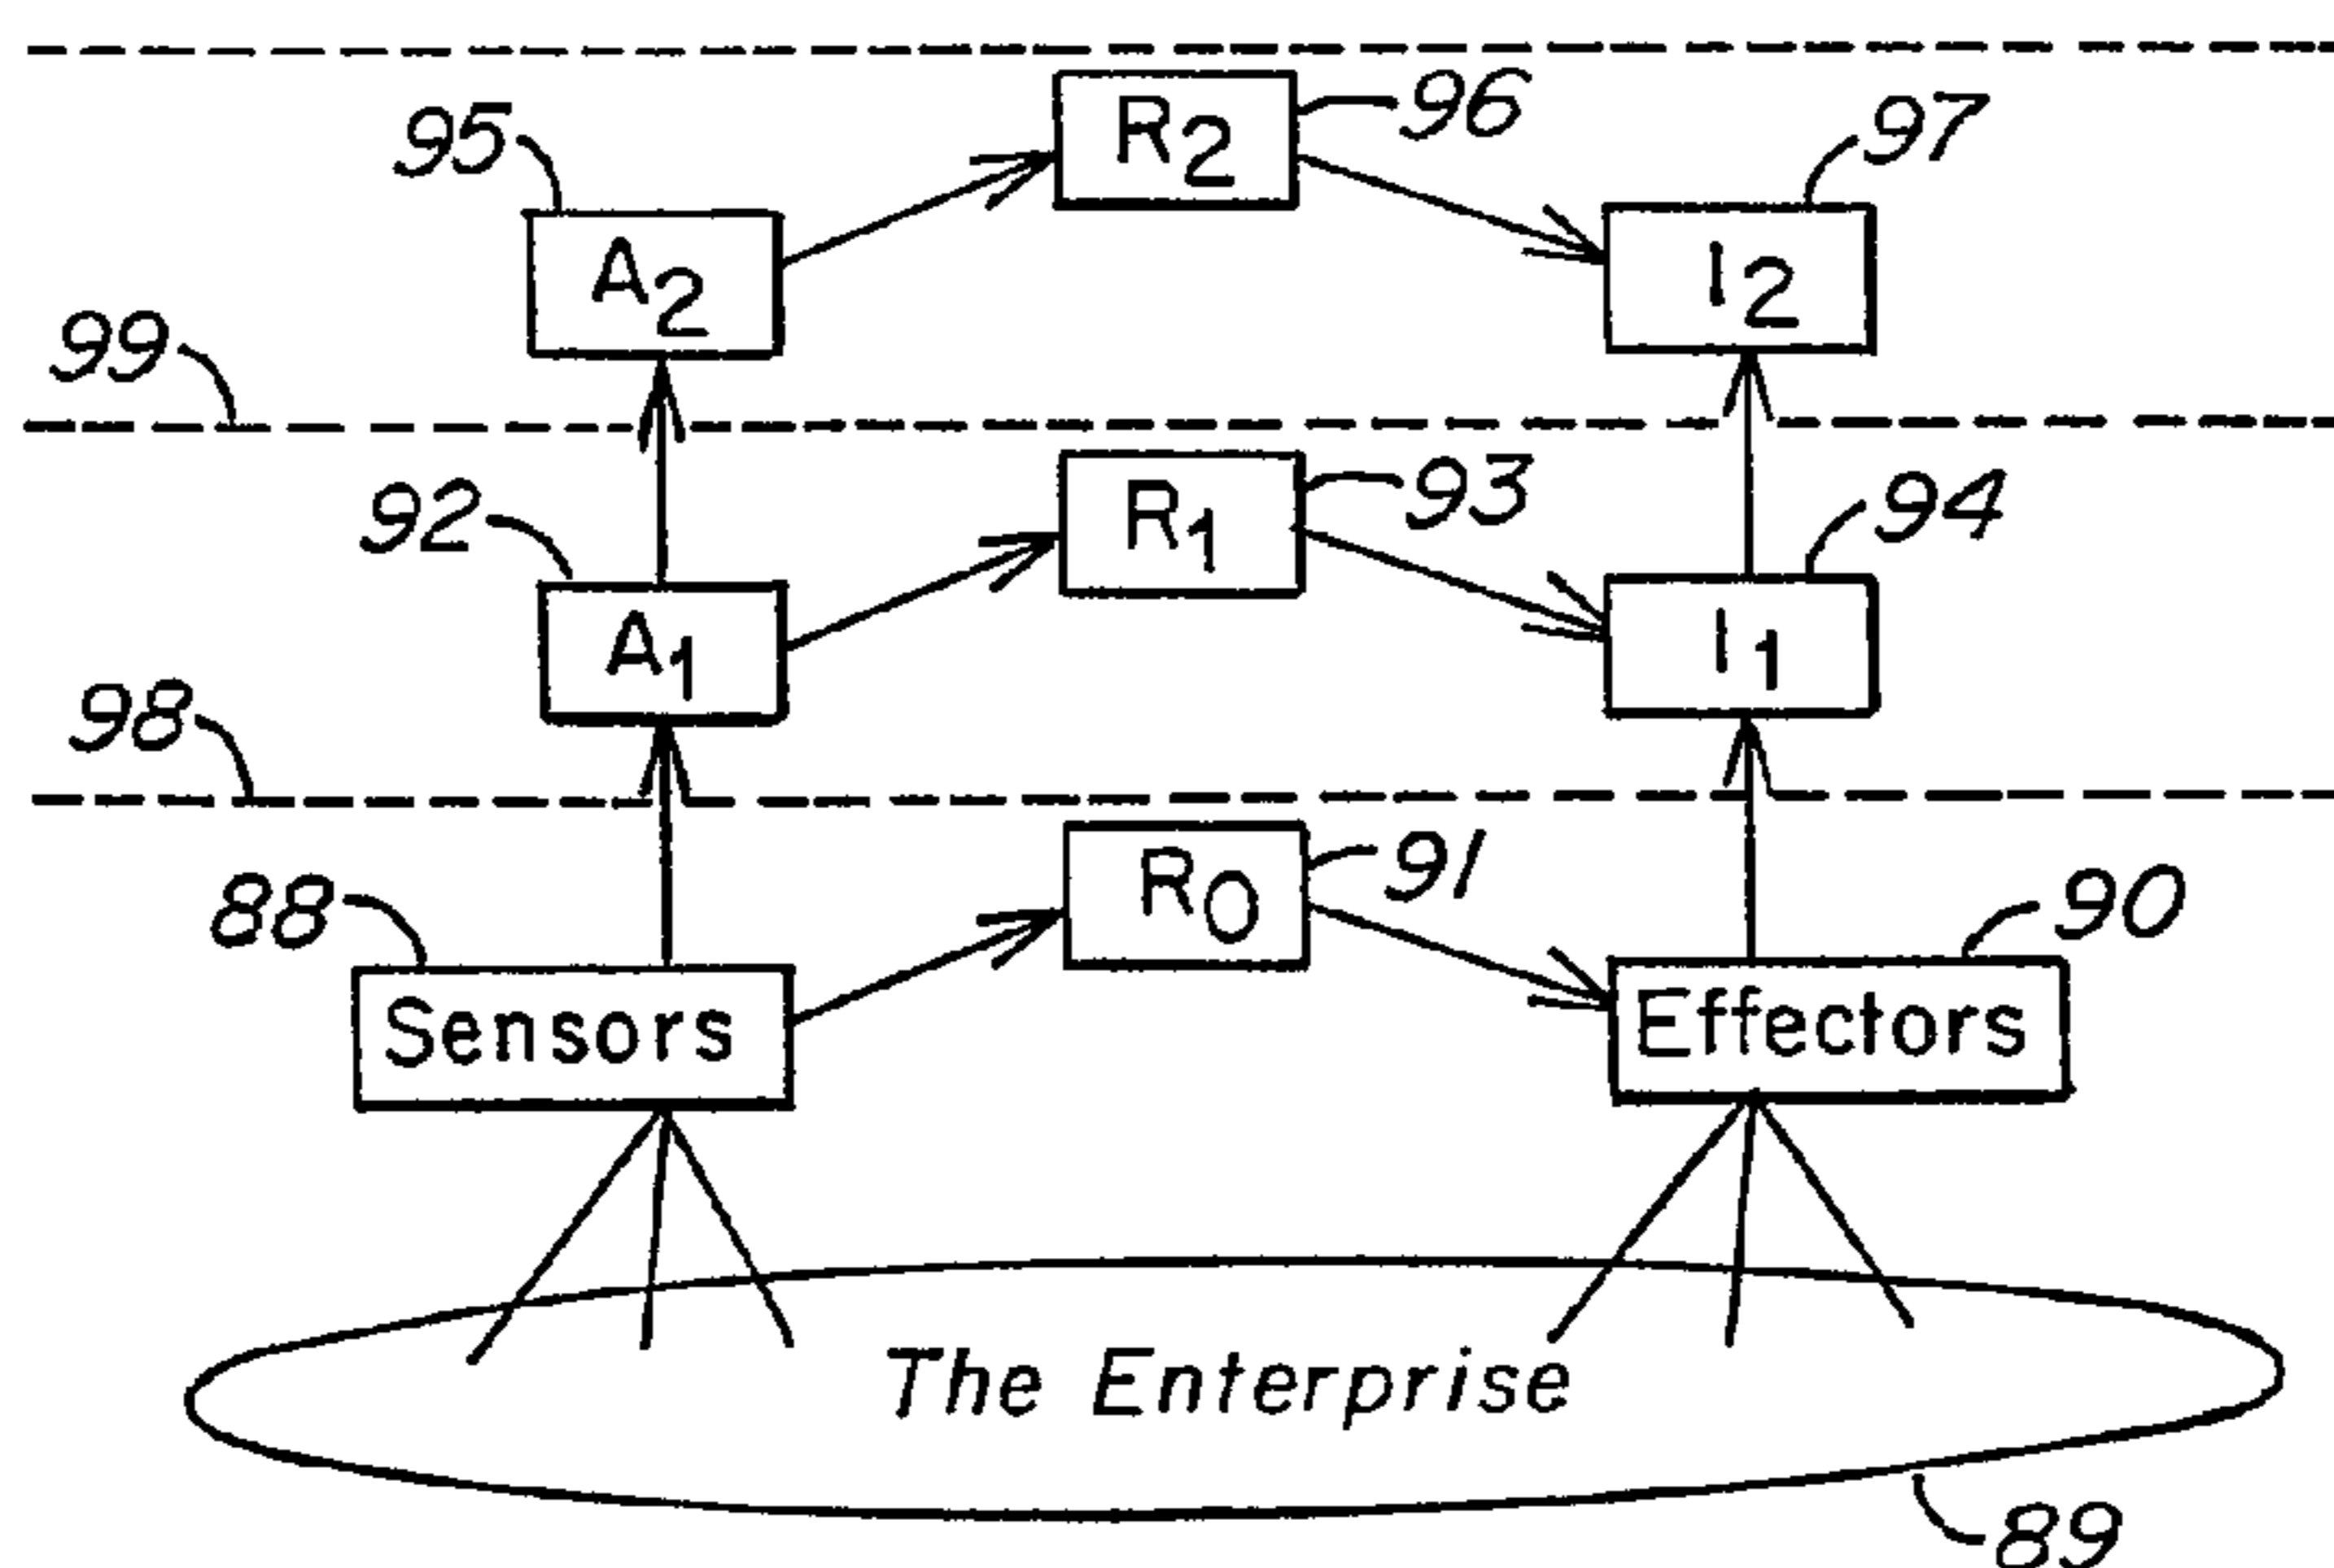 R2 96
95 97
A2 I2
99
R1 93
92 94
A1 I1
98
R0 91
88 90
Sensors Effectors
The Enterprise
89